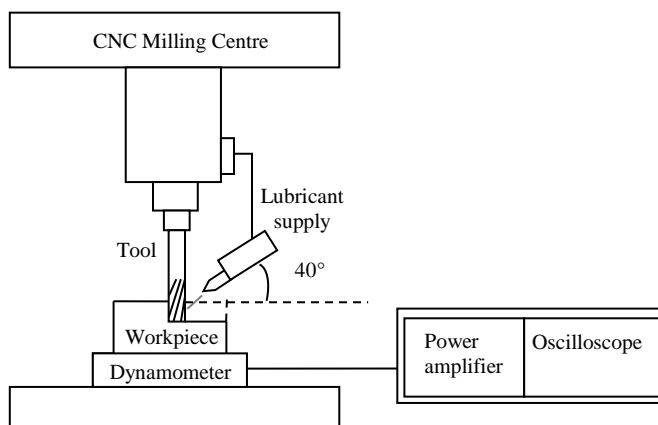 CNC Milling Centre
Lubricant
supply
Tool
40°
Workpiece
Dynamometer
Power
amplifier
Oscilloscope